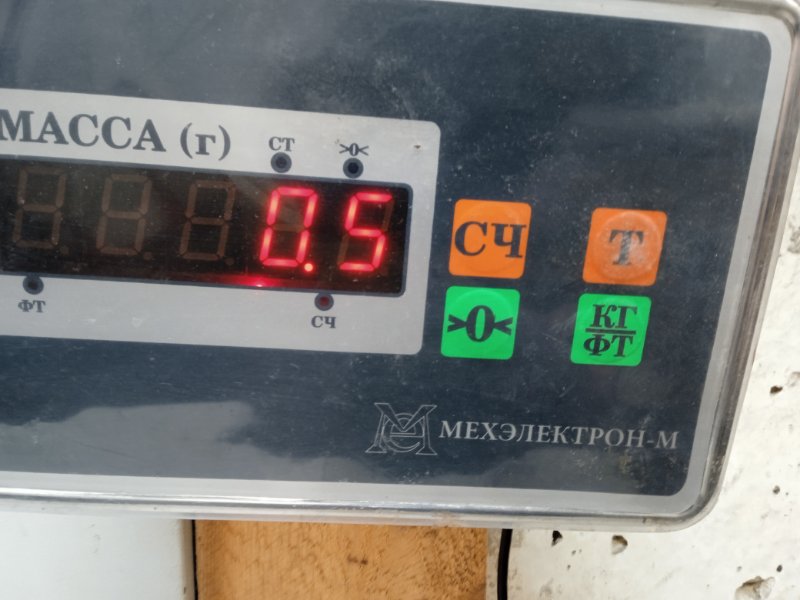 МАССА (г)
СТ
>0<
0.5
ФТ
СЧ
СЧ
Т
>0<
КГ
ФТ
МЕХЭЛЕКТРОН-М